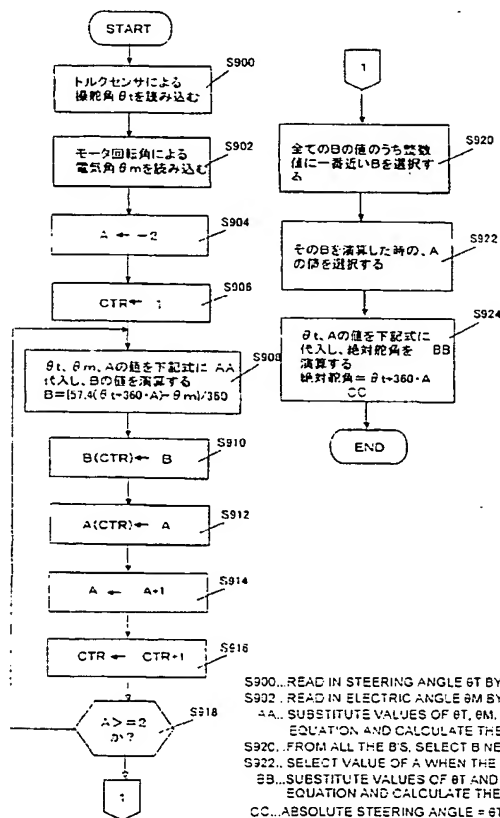 START
S900
トルクセンサによる
操舵角θtを読み込む
S902
モータ回転角による
電気角θmを読み込む
S904
A ← －2
S906
CTR ← 1
S908
θt、θm、Aの値を下記式に AA
代入し、Bの値を演算する
B={57.4(θt+360・A)-θm}/360
S910
B(CTR) ← B
S912
A(CTR) ← A
S914
A ← A+1
S916
CTR ← CTR+1
S918
A>=2
か？
1
1
S920
全てのBの値のうち整数
値に一番近いBを選択す
る
S922
そのBを演算した時の、A
の値を選択する
S924
θt、Aの値を下記式に
代入し、絶対舵角を BB
演算する
絶対舵角＝θt+360・A
CC
END
S900...READ IN STEERING ANGLE θT BY
S902...READ IN ELECTRIC ANGLE θM BY
AA...SUBSTITUTE VALUES OF θT, θM,
EQUATION AND CALCULATE THE
S920...FROM ALL THE B'S, SELECT B NE
S922...SELECT VALUE OF A WHEN THE
BB...SUBSTITUTE VALUES OF θT AND
EQUATION AND CALCULATE THE
CC...ABSOLUTE STEERING ANGLE = θT